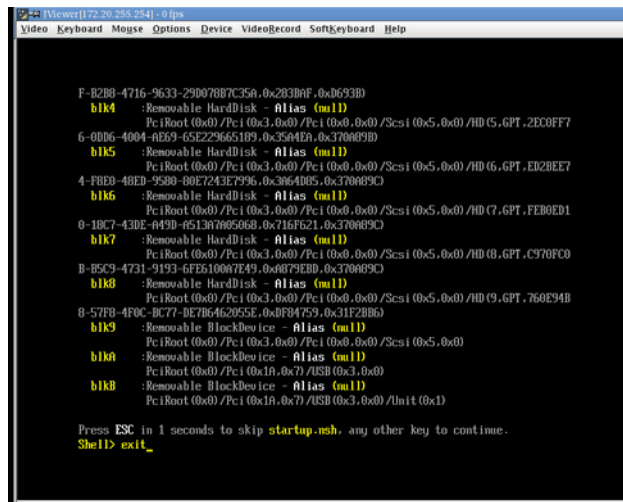 JViewer[172.20.255.254] - 0 fps
Video Keyboard Mouse Options Device VideoRecord SoftKeyboard Help
F-B2B8-4716-9633-29D078B7C35A,0x283BAF,0xD693B)
blk4 :Removable HardDisk - Alias (null)
PciRoot(0x0)/Pci(0x3,0x0)/Pci(0x0,0x0)/Scsi(0x5,0x0)/HD(5,GPT,2EC0FF7
6-0DD6-4004-AE69-65E229665189,0x35A4EA,0x370A89B)
blk5 :Removable HardDisk - Alias (null)
PciRoot(0x0)/Pci(0x3,0x0)/Pci(0x0,0x0)/Scsi(0x5,0x0)/HD(6,GPT,ED2BEE7
4-F8E0-48ED-9580-80E7243E7996,0x3A64D85,0x370A89C)
blk6 :Removable HardDisk - Alias (null)
PciRoot(0x0)/Pci(0x3,0x0)/Pci(0x0,0x0)/Scsi(0x5,0x0)/HD(7,GPT,FEB0ED1
0-18C7-43DE-A49D-A513A7A05068,0x716F621,0x370A89C)
blk7 :Removable HardDisk - Alias (null)
PciRoot(0x0)/Pci(0x3,0x0)/Pci(0x0,0x0)/Scsi(0x5,0x0)/HD(8,GPT,C970FC0
B-B5C9-4731-9193-6FE6100A7E49,0xA879EBD,0x370A89C)
blk8 :Removable HardDisk - Alias (null)
PciRoot(0x0)/Pci(0x3,0x0)/Pci(0x0,0x0)/Scsi(0x5,0x0)/HD(9,GPT,760E94B
8-57F8-4F0C-BC77-DE7B6462055E,0xDF84759,0x31F2BB6)
blk9 :Removable BlockDevice - Alias (null)
PciRoot(0x0)/Pci(0x3,0x0)/Pci(0x0,0x0)/Scsi(0x5,0x0)
blkA :Removable BlockDevice - Alias (null)
PciRoot(0x0)/Pci(0x1A,0x7)/USB(0x3,0x0)
blkB :Removable BlockDevice - Alias (null)
PciRoot(0x0)/Pci(0x1A,0x7)/USB(0x3,0x0)/Unit(0x1)
Press ESC in 1 seconds to skip startup.nsh, any other key to continue.
Shell> exit_